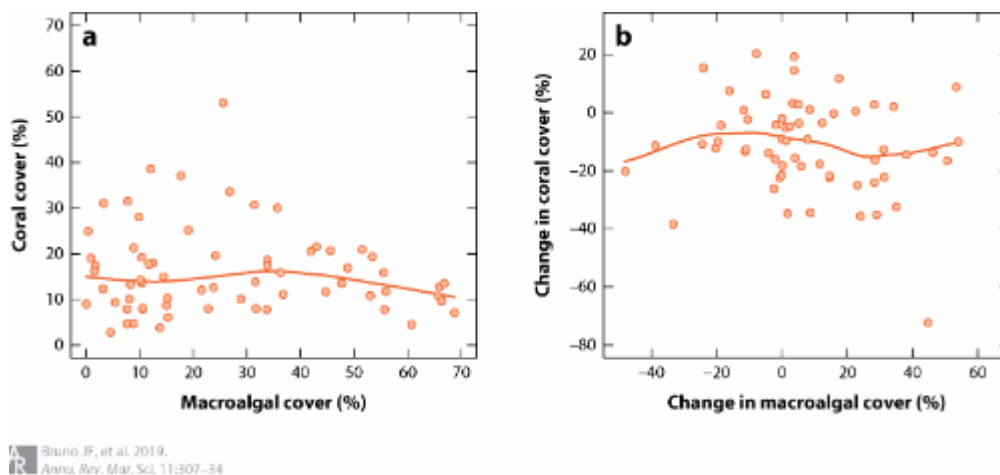 a
70
60
50
40
30
20
10
0
Coral cover (%)
0 10 20 30 40 50 60 70
Macroalgal cover (%)
b
20
0
−20
−40
−60
−80
Change in coral cover (%)
−40 −20 0 20 40 60
Change in macroalgal cover (%)
AR Bruno JF, et al. 2019.
Annu. Rev. Mar. Sci. 11:307–34